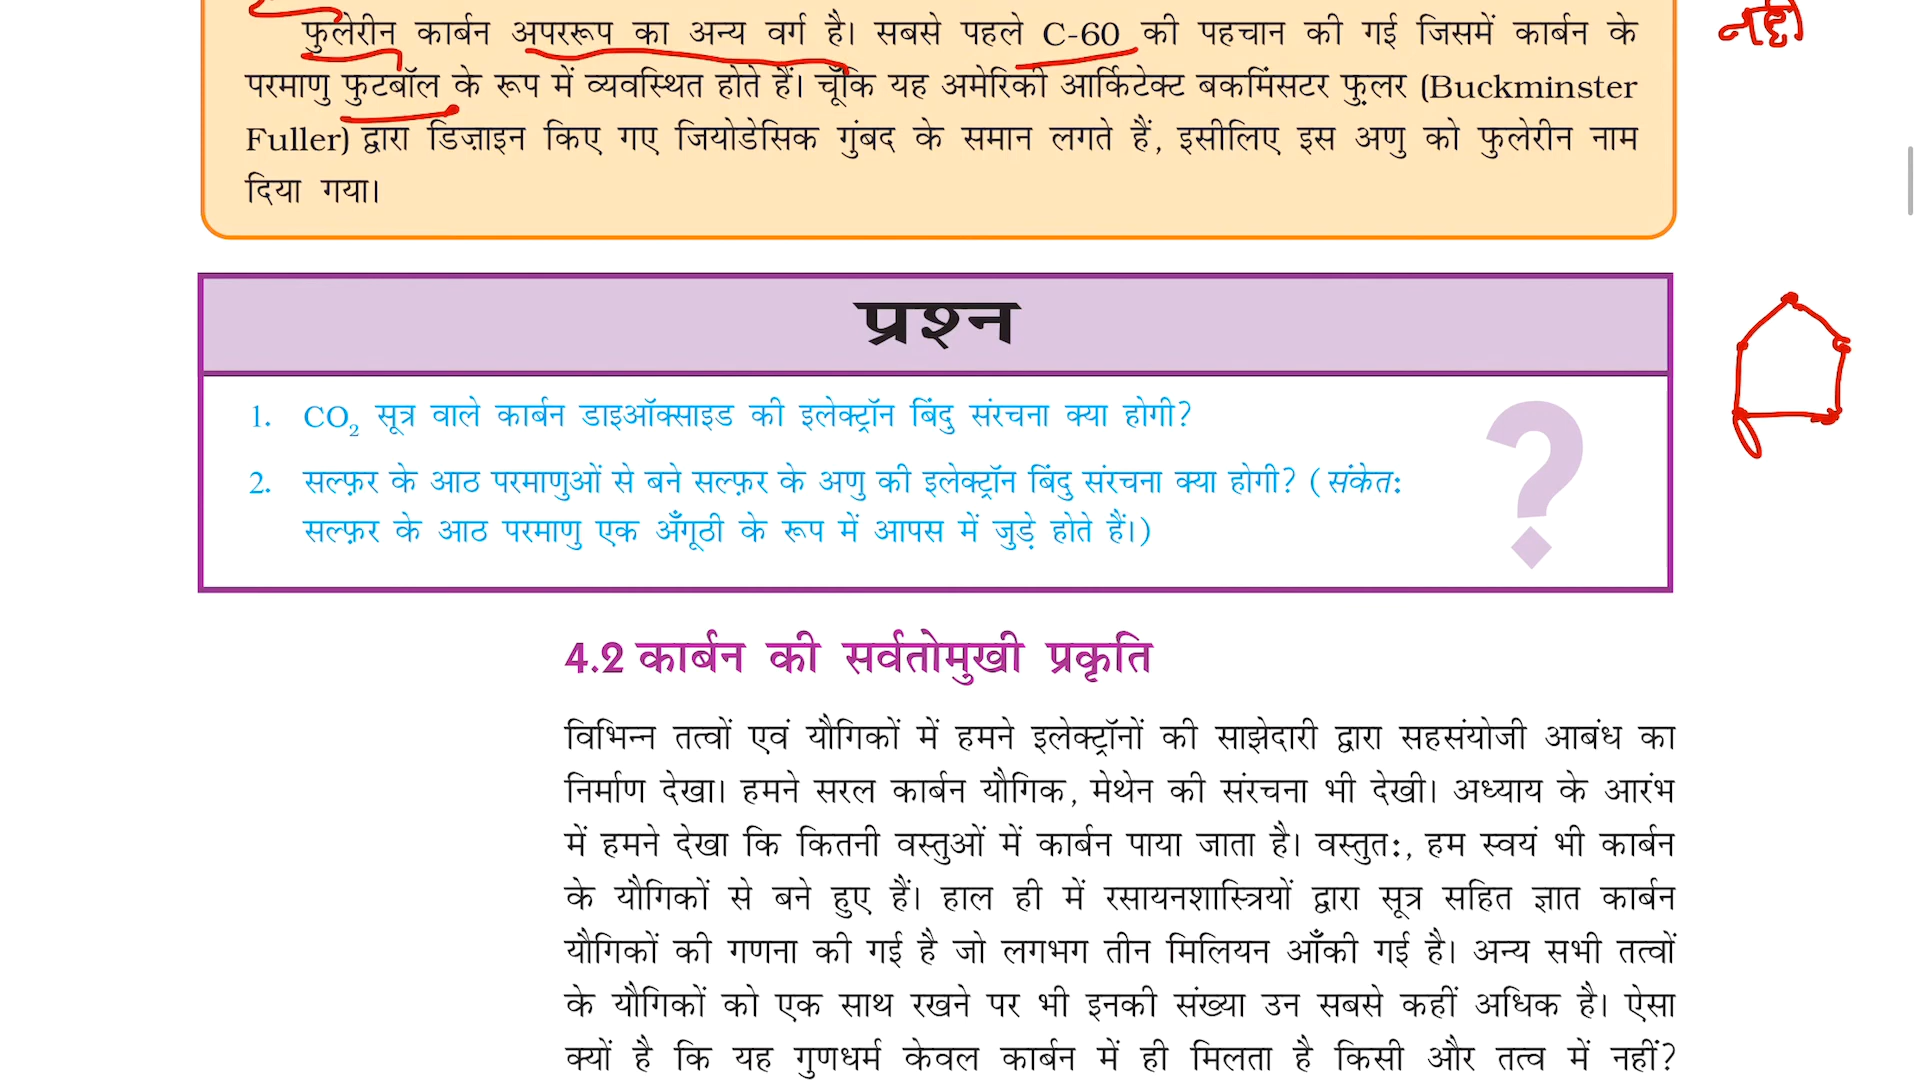 फुलेरीन कार्बन अपररूप का अन्य वर्ग है। सबसे पहले C-60 की पहचान की गई जिसमें कार्बन के
नहीं
परमाणु फुटबॉल के रूप में व्यवस्थित होते हैं। चूँकि यह अमेरिकी आर्किटेक्ट बकमिंसटर फुलर (Buckminster
Fuller) द्वारा डिज़ाइन किए गए जियोडेसिक गुंबद के समान लगते हैं, इसीलिए इस अणु को फुलेरीन नाम
दिया गया।
प्रश्न
1. CO₂ सूत्र वाले कार्बन डाइऑक्साइड की इलेक्ट्रॉन बिंदु संरचना क्या होगी?
2. सल्फ़र के आठ परमाणुओं से बने सल्फ़र के अणु की इलेक्ट्रॉन बिंदु संरचना क्या होगी? (संकेत:
सल्फ़र के आठ परमाणु एक अँगूठी के रूप में आपस में जुड़े होते हैं।)
?
4.2 कार्बन की सर्वतोमुखी प्रकृति
विभिन्न तत्वों एवं यौगिकों में हमने इलेक्ट्रॉनों की साझेदारी द्वारा सहसंयोजी आबंध का
निर्माण देखा। हमने सरल कार्बन यौगिक, मेथेन की संरचना भी देखी। अध्याय के आरंभ
में हमने देखा कि कितनी वस्तुओं में कार्बन पाया जाता है। वस्तुत:, हम स्वयं भी कार्बन
के यौगिकों से बने हुए हैं। हाल ही में रसायनशास्त्रियों द्वारा सूत्र सहित ज्ञात कार्बन
यौगिकों की गणना की गई है जो लगभग तीन मिलियन आँकी गई है। अन्य सभी तत्वों
के यौगिकों को एक साथ रखने पर भी इनकी संख्या उन सबसे कहीं अधिक है। ऐसा
क्यों है कि यह गुणधर्म केवल कार्बन में ही मिलता है किसी और तत्व में नहीं?